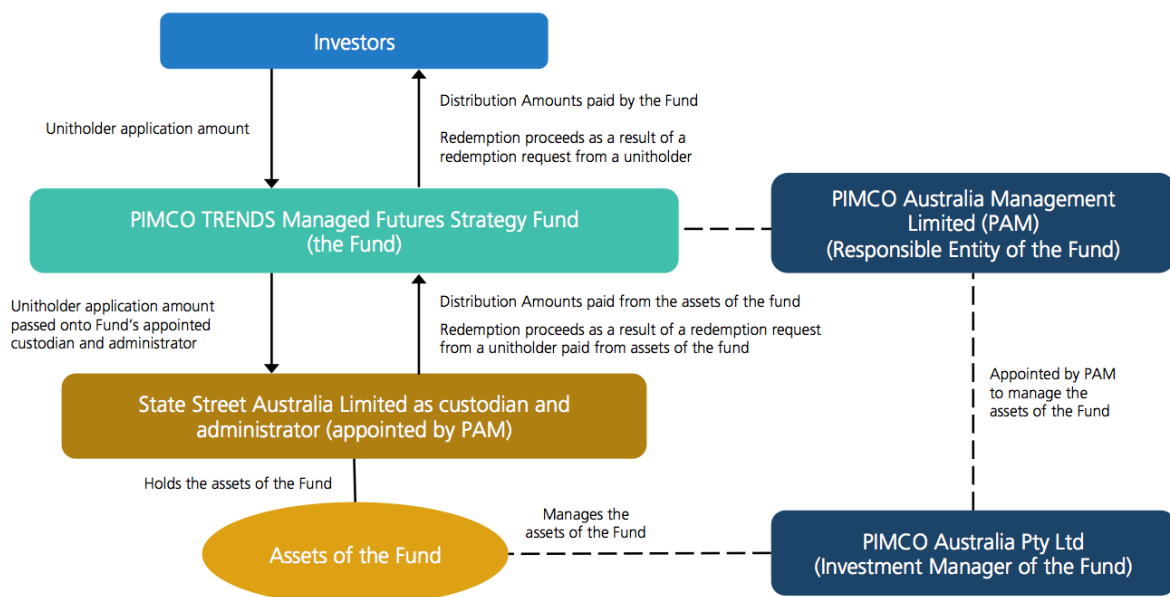 Investors
Unitholder application amount
Distribution Amounts paid by the Fund
Redemption proceeds as a result of a
redemption request from a unitholder
PIMCO TRENDS Managed Futures Strategy Fund
(the Fund)
PIMCO Australia Management
Limited (PAM)
(Responsible Entity of the Fund)
Unitholder application amount
passed onto Fund's appointed
custodian and administrator
Distribution Amounts paid from the assets of the fund
Redemption proceeds as a result of a redemption request
from a unitholder paid from assets of the fund
Appointed by PAM
to manage the
assets of the Fund
State Street Australia Limited as custodian and
administrator (appointed by PAM)
Holds the assets of the Fund
Assets of the Fund
Manages the
assets of the Fund
PIMCO Australia Pty Ltd
(Investment Manager of the Fund)